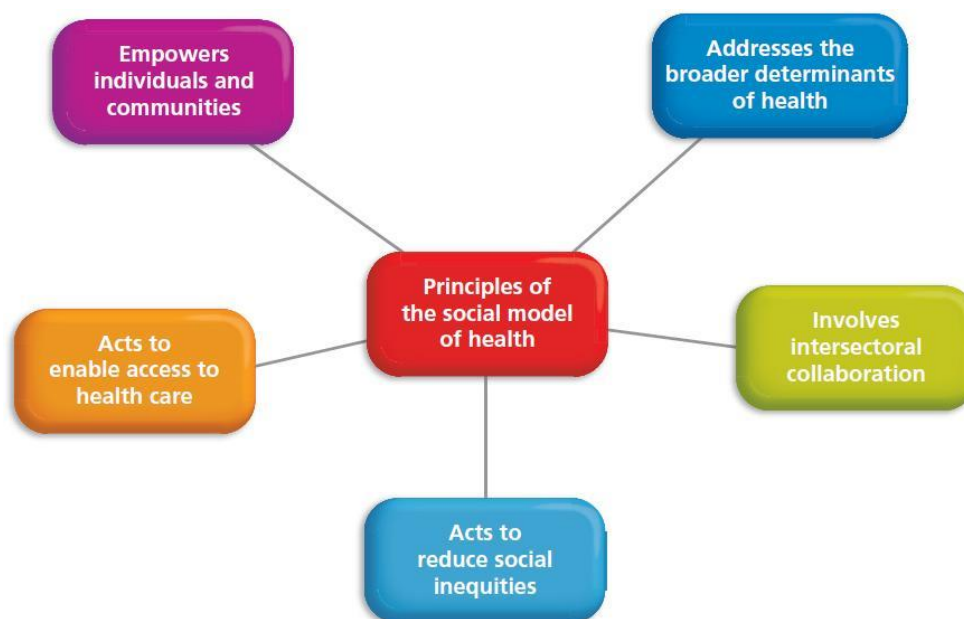 Empowers
individuals and
communities
Addresses the
broader determinants
of health
Principles of
the social model
of health
Acts to
enable access to
health care
Involves
intersectoral
collaboration
Acts to
reduce social
inequities